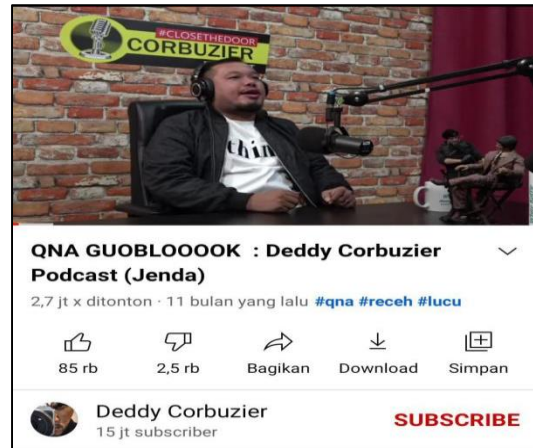 #CLOSETHEDOOR
CORBUZIER
thin
QNA GUOBLOOOOK : Deddy Corbuzier
Podcast (Jenda)
2,7 jt x ditonton · 11 bulan yang lalu #qna #receh #lucu
85 rb 2,5 rb Bagikan Download Simpan
Deddy Corbuzier SUBSCRIBE
15 jt subscriber